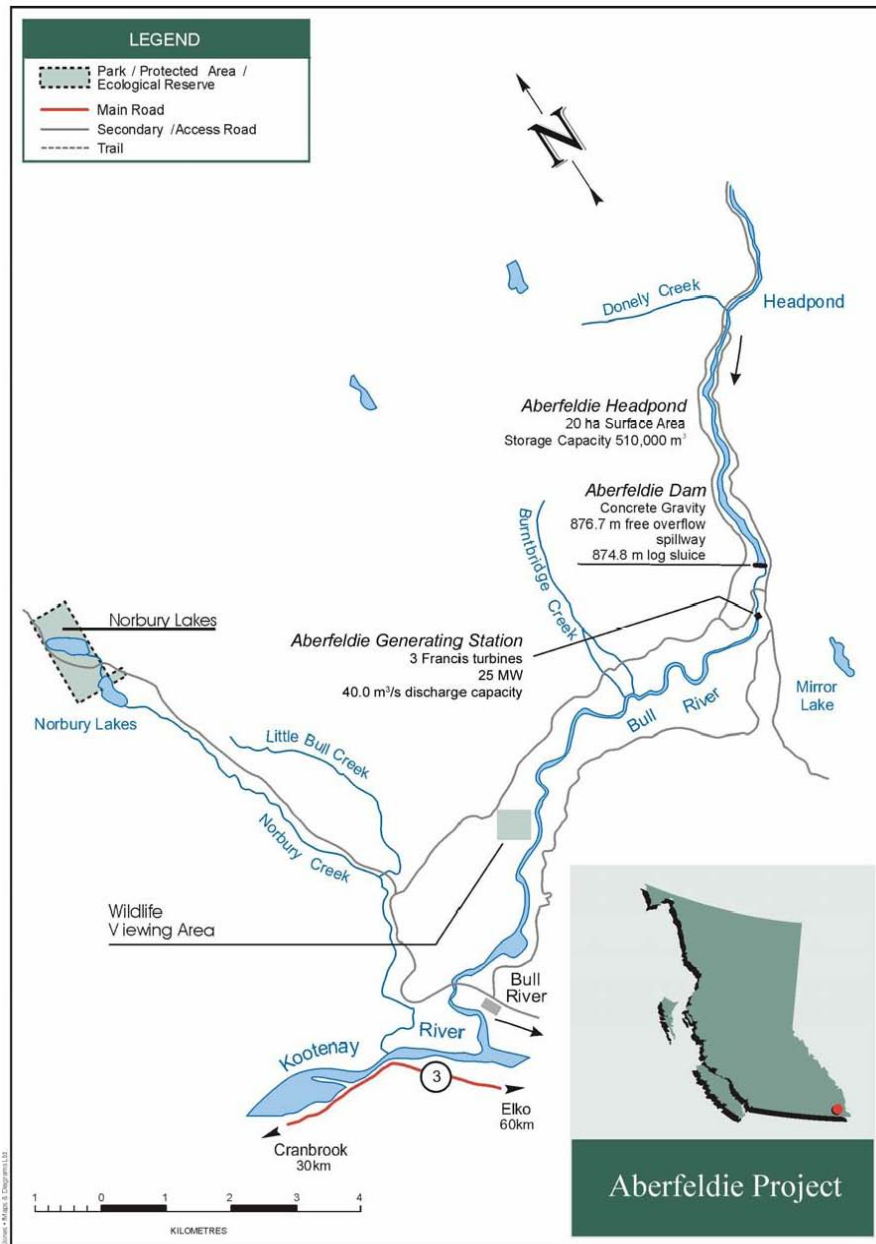 LEGEND
Park / Protected Area /
Ecological Reserve
Main Road
Secondary /Access Road
Trail
N
Donely Creek
Headpond
Aberfeldie Headpond
20 ha Surface Area
Storage Capacity 510,000 m³
Aberfeldie Dam
Concrete Gravity
876.7 m free overflow
spillway
874.8 m log sluice
Burntbridge Creek
Norbury Lakes
Aberfeldie Generating Station
3 Francis turbines
25 MW
40.0 m³/s discharge capacity
Mirror
Lake
Bull River
Norbury Lakes
Little Bull Creek
Norbury Creek
Wildlife
Viewing Area
Bull
River
Kootenay River
3
Elko
60km
Cranbrook
30km
1 0 1 2 3 4
KILOMETRES
Aberfeldie Project